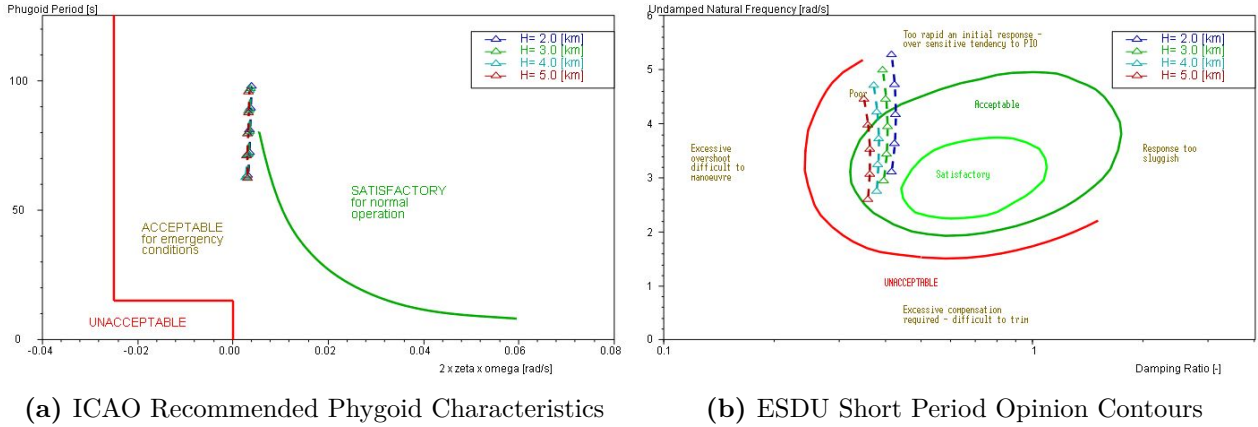 Phugoid Period [s]
H= 2.0 [km]
H= 3.0 [km]
H= 4.0 [km]
H= 5.0 [km]
100
50
0
SATISFACTORY
for normal
operation
ACCEPTABLE
for emergency
conditions
UNACCEPTABLE
-0.04
-0.02
0.00
0.02
0.04
0.06
0.08
2 x zeta x omega [rad/s]
(a) ICAO Recommended Phygoid Characteristics
Undamped Natural Frequency [rad/s]
6
5
4
3
2
1
0
Too rapid an initial response -
over sensitive tendency to PIO
H= 2.0 [km]
H= 3.0 [km]
H= 4.0 [km]
H= 5.0 [km]
Poor
Acceptable
Excessive
overshoot
difficult to
manoeuvre
Response too
sluggish
Satisfactory
UNACCEPTABLE
Excessive compensation
required - difficult to trim
0.1
1
Damping Ratio [-]
(b) ESDU Short Period Opinion Contours